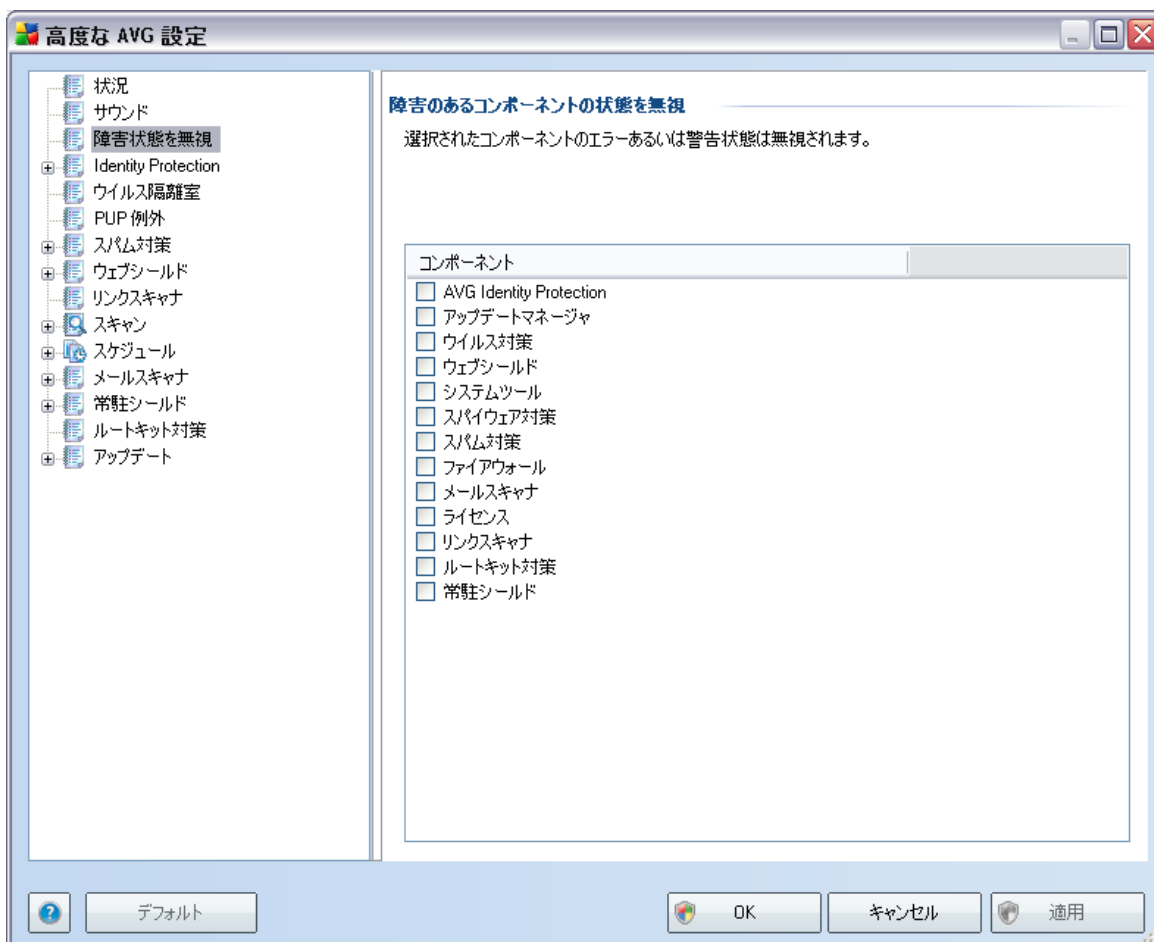 高度な AVG 設定
状況
サウンド
障害状態を無視
Identity Protection
ウイルス隔離室
PUP 例外
スパム対策
ウェブシールド
リンクスキャナ
スキャン
スケジュール
メールスキャナ
常駐シールド
ルートキット対策
アップデート
障害のあるコンポーネントの状態を無視
選択されたコンポーネントのエラーあるいは警告状態は無視されます。
コンポーネント
AVG Identity Protection
アップデートマネージャ
ウイルス対策
ウェブシールド
システムツール
スパイウェア対策
スパム対策
ファイアウォール
メールスキャナ
ライセンス
リンクスキャナ
ルートキット対策
常駐シールド
?
デフォルト
OK
キャンセル
適用